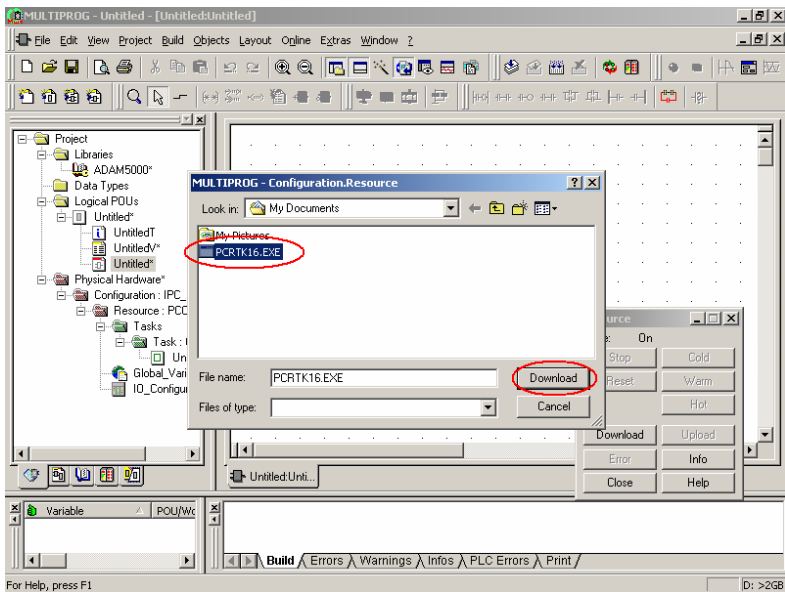 MULTIPROG - Untitled - [Untitled:Untitled]
File Edit View Project Build Objects Layout Online Extras Window ?
Project
Libraries
ADAM5000*
Data Types
Logical POUs
Untitled*
UntitledT
UntitledV*
Untitled*
Physical Hardware*
Configuration : IPC_
Resource : PCC
Tasks
Task :
Un
Global_Vari
IO_Configur
MULTIPROG - Configuration.Resource
Look in: My Documents
My Pictures
PCRTK16.EXE
File name: PCRTK16.EXE Download
Files of type: Cancel
urce
e: On
Stop Cold
Reset Warm
Hot
Download Upload
Error Info
Close Help
Untitled:Unti...
Variable POU/Wo
Build Errors Warnings Infos PLC Errors Print
For Help, press F1 D: >2GB